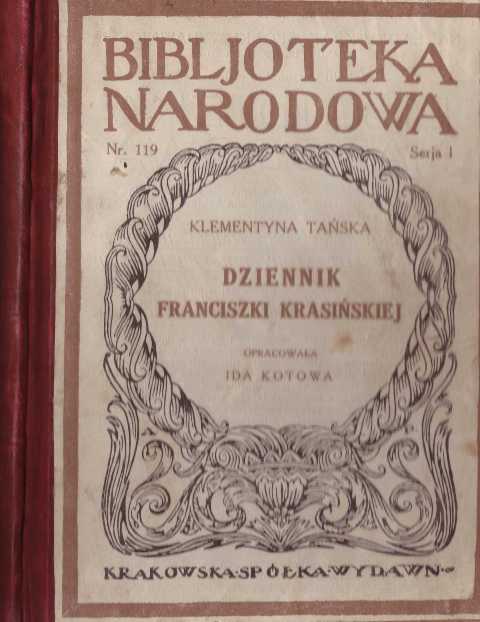 BIBLJOTEKA
NARODOWA
Nr. 119 Serja I
KLEMENTYNA TAŃSKA
DZIENNIK
FRANCISZKI KRASIŃSKIEJ
OPRACOWAŁA
IDA KOTOWA
KRAKOWSKA·SPÓŁKA·WYDAWN·